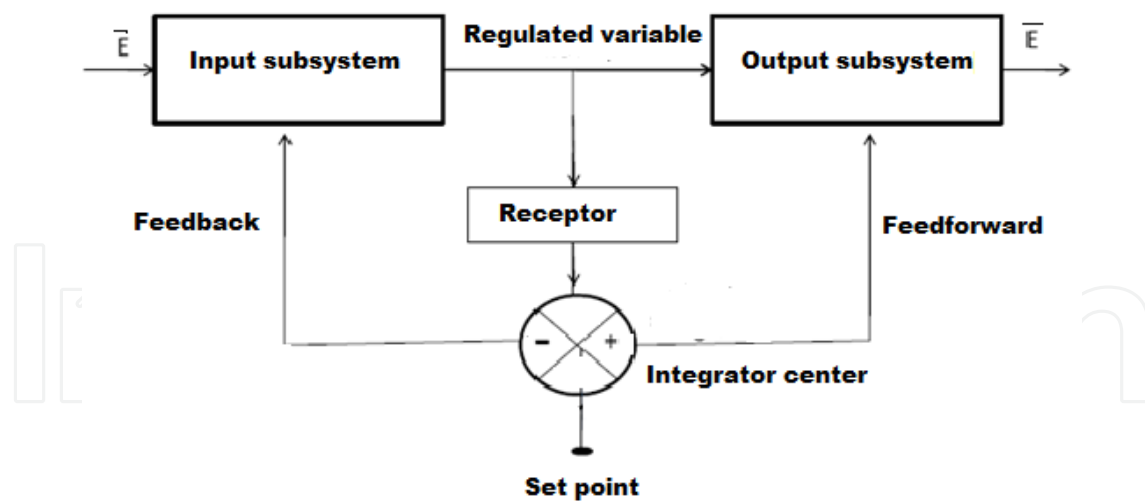 E
Input subsystem
Regulated variable
Output subsystem
E
Feedback
Receptor
Feedforward
-
+
Integrator center
Set point